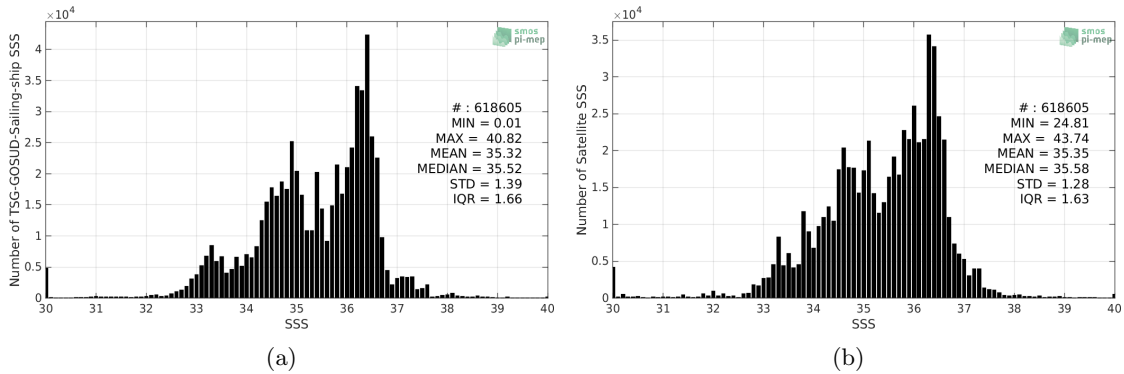 ×10⁴
smos
pi-mep
4
3.5
3
2.5
2
1.5
1
0.5
0
Number of TSG-GOSUD-Sailing-ship SSS
# : 618605
MIN = 0.01
MAX = 40.82
MEAN = 35.32
MEDIAN = 35.52
STD = 1.39
IQR = 1.66
30 31 32 33 34 35 36 37 38 39 40
SSS
(a)
×10⁴
smos
pi-mep
3.5
3
2.5
2
1.5
1
0.5
0
Number of Satellite SSS
# : 618605
MIN = 24.81
MAX = 43.74
MEAN = 35.35
MEDIAN = 35.58
STD = 1.28
IQR = 1.63
30 31 32 33 34 35 36 37 38 39 40
SSS
(b)